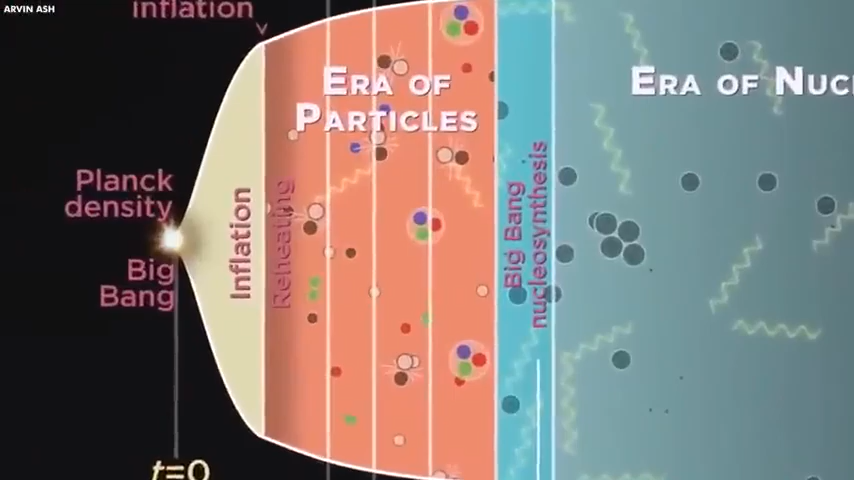 ARVIN ASH
inflation
ERA OF
PARTICLES
ERA OF NUC
Planck
density
Big
Bang
Inflation
Reheating
Big Bang
nucleosynthesis
t=0